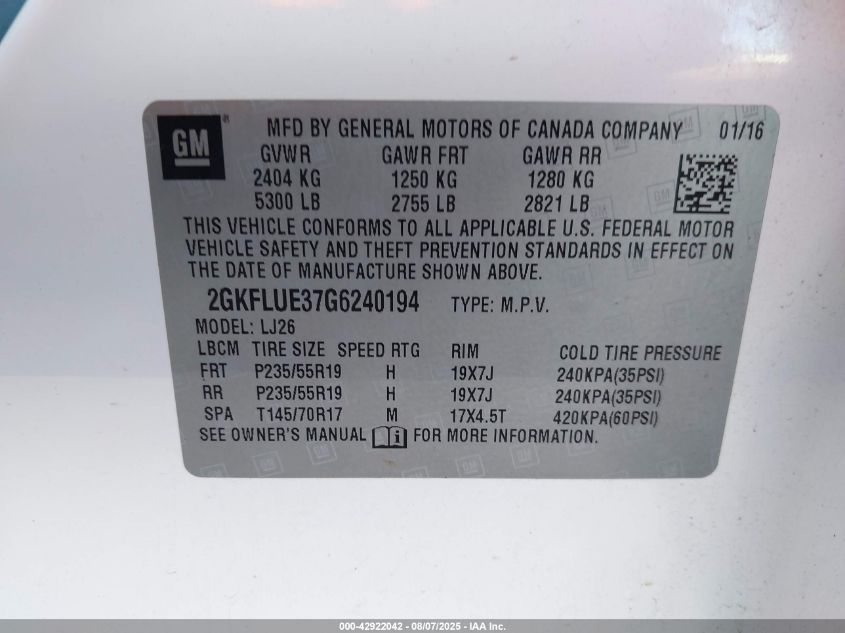 GM® MFD BY GENERAL MOTORS OF CANADA COMPANY 01/16
GVWR GAWR FRT GAWR RR
2404 KG 1250 KG 1280 KG
5300 LB 2755 LB 2821 LB
THIS VEHICLE CONFORMS TO ALL APPLICABLE U.S. FEDERAL MOTOR
VEHICLE SAFETY AND THEFT PREVENTION STANDARDS IN EFFECT ON
THE DATE OF MANUFACTURE SHOWN ABOVE.
2GKFLUE37G6240194 TYPE: M.P.V.
MODEL: LJ26
LBCM TIRE SIZE SPEED RTG RIM COLD TIRE PRESSURE
FRT P235/55R19 H 19X7J 240KPA(35PSI)
RR P235/55R19 H 19X7J 240KPA(35PSI)
SPA T145/70R17 M 17X4.5T 420KPA(60PSI)
SEE OWNER'S MANUAL FOR MORE INFORMATION.
000-42922042 - 08/07/2025 - IAA Inc.